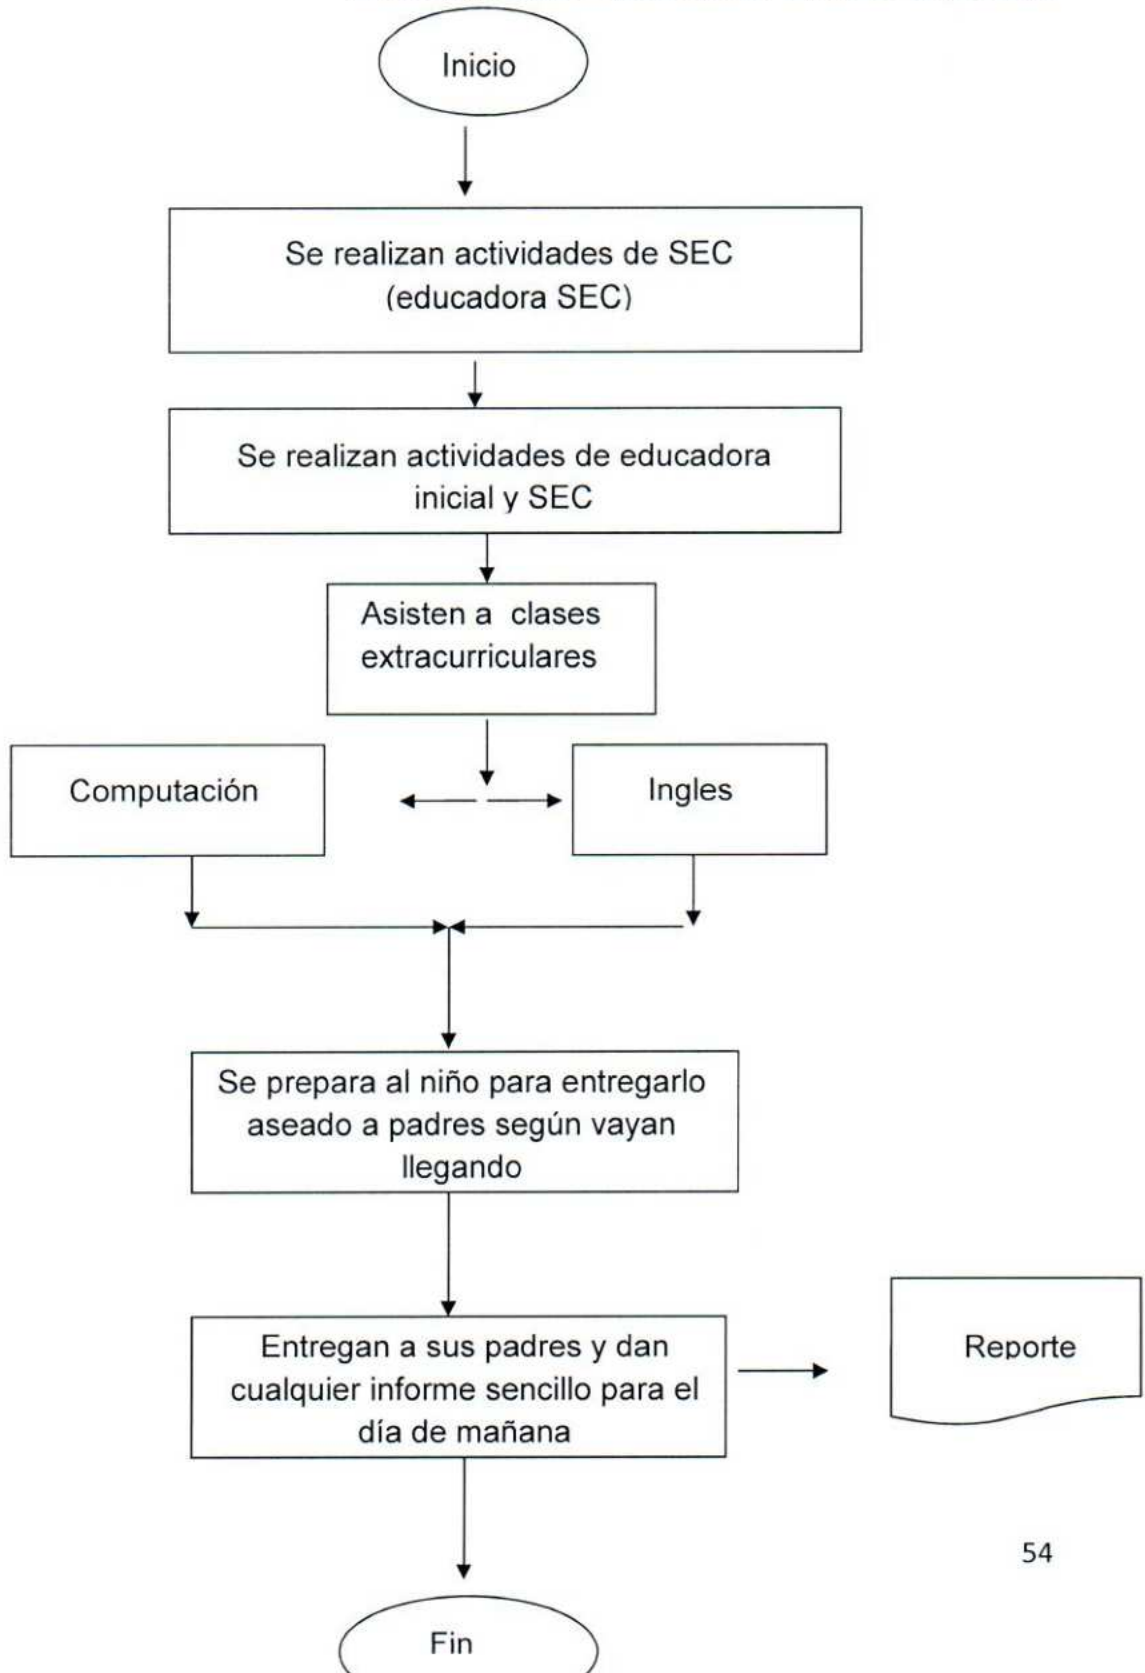 Inicio
Se realizan actividades de SEC
(educadora SEC)
Se realizan actividades de educadora
inicial y SEC
Asisten a clases
extracurriculares
Computación
Ingles
Se prepara al niño para entregarlo
aseado a padres según vayan
llegando
Entregan a sus padres y dan
cualquier informe sencillo para el
día de mañana
Reporte
54
Fin